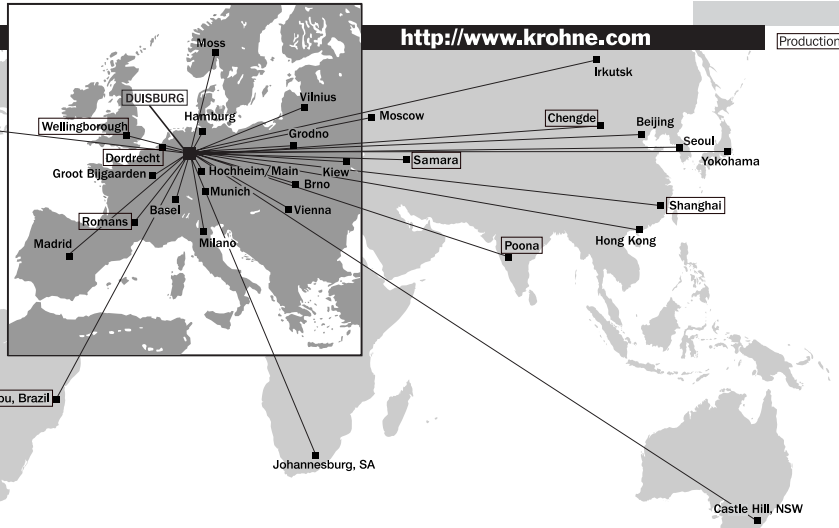 http://www.krohne.com
Production
Moss
Irkutsk
DUISBURG
Vilnius
Hamburg
Moscow
Chengde
Beijing
Wellingborough
Grodno
Seoul
Dordrecht
Kiew
Samara
Yokohama
Groot Bijgaarden
Hochheim/Main
Brno
Munich
Basel
Vienna
Shanghai
Romans
Madrid
Milano
Poona
Hong Kong
Brazil
Johannesburg, SA
Castle Hill, NSW